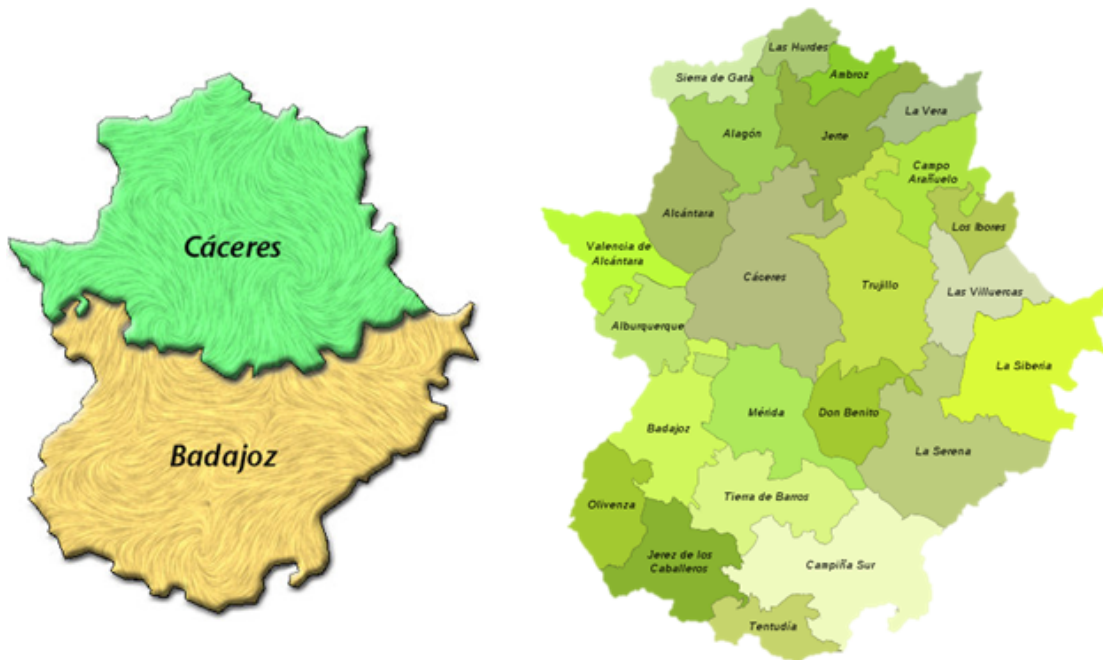 Cáceres
Badajoz
Las Hurdes
Sierra de Gata
Ambroz
La Vera
Alagón
Jerte
Campo
Arañuelo
Alcántara
Los Ibores
Valencia de
Alcántara
Cáceres
Trujillo
Las Villuercas
Alburquerque
La Siberia
Mérida
Don Benito
Badajoz
La Serena
Tierra de Barros
Olivenza
Jerez de los
Caballeros
Campiña Sur
Tentudía